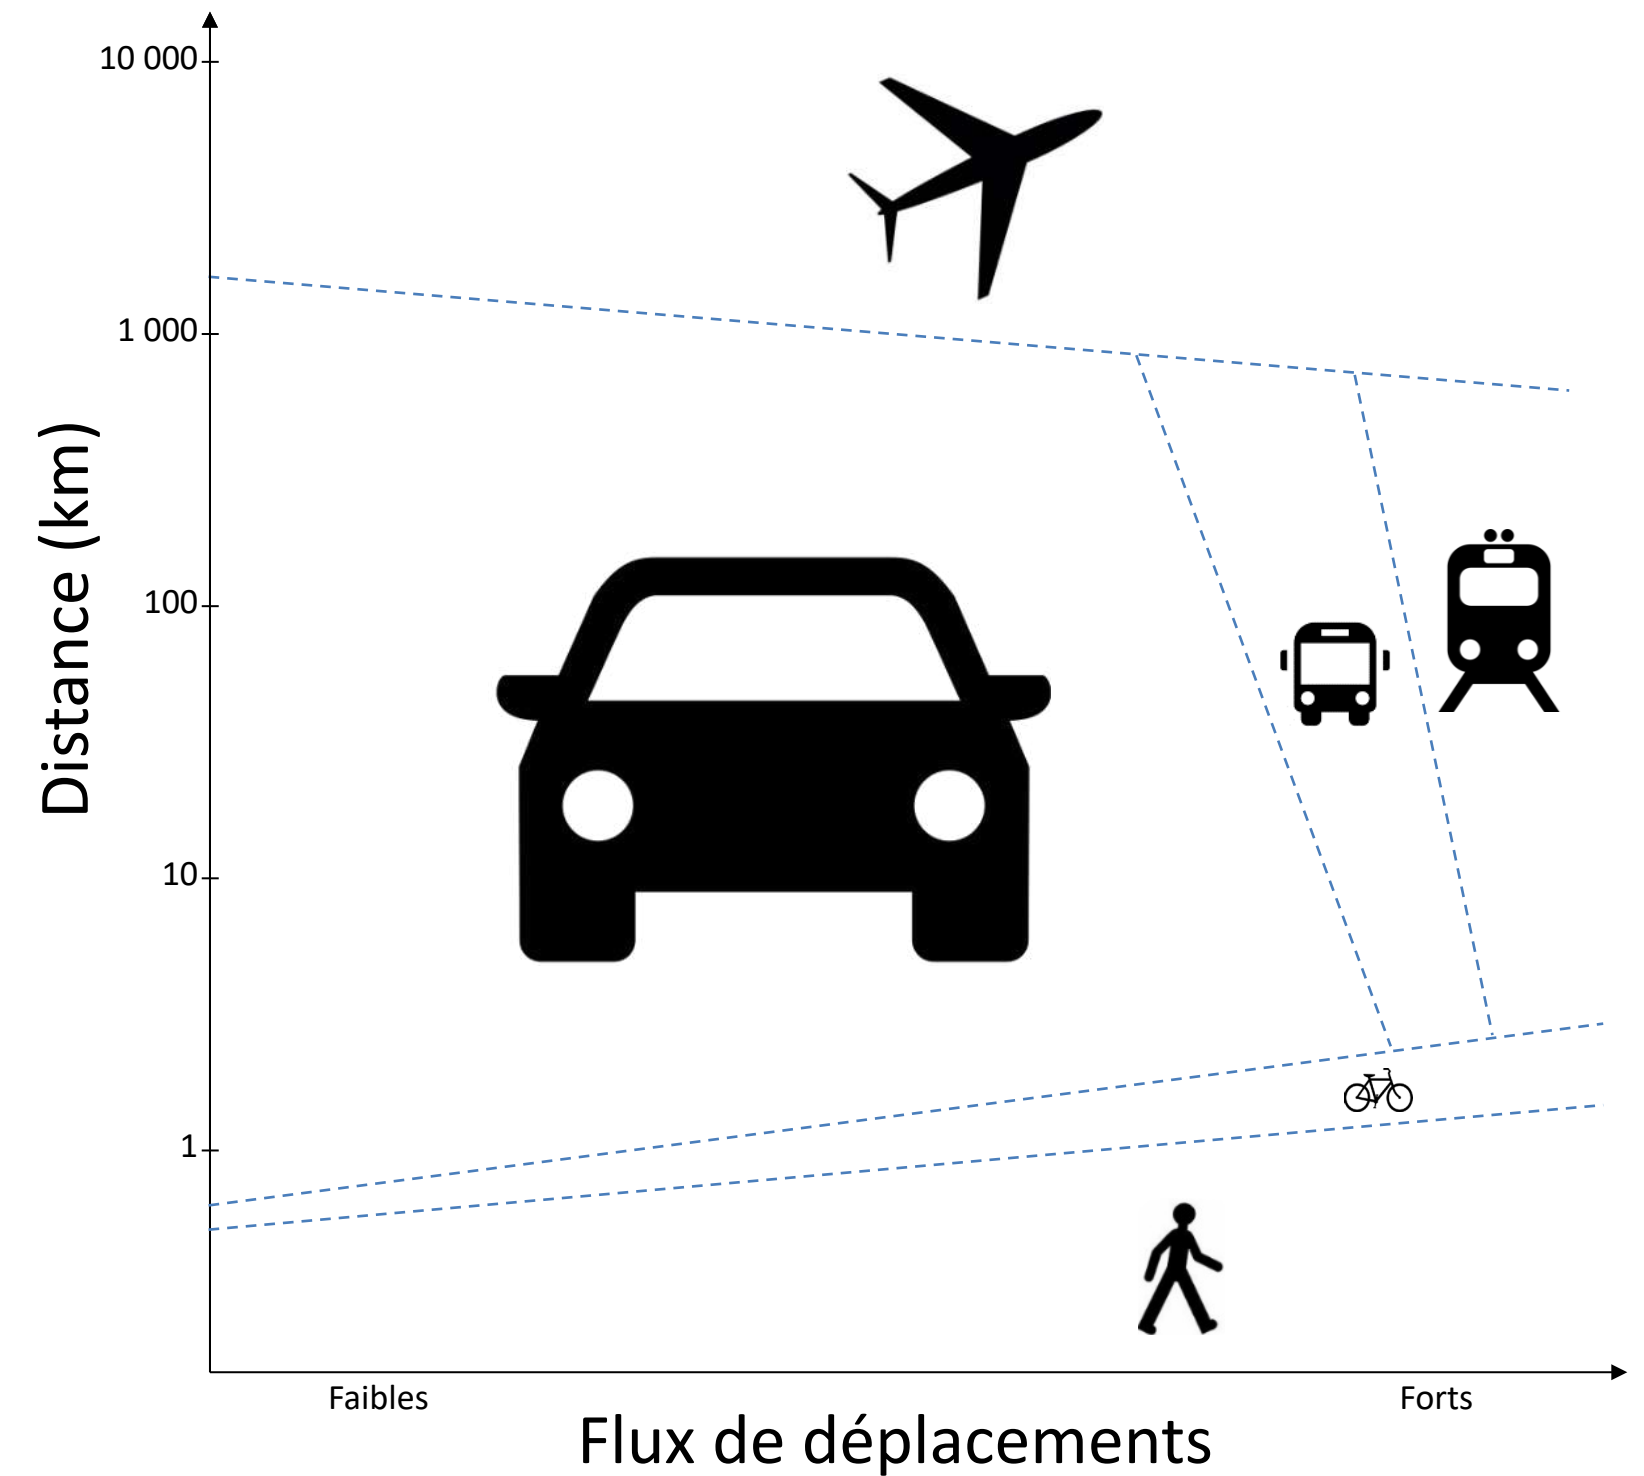 10 000
1 000
100
10
1
Distance (km)
Faibles
Forts
Flux de déplacements